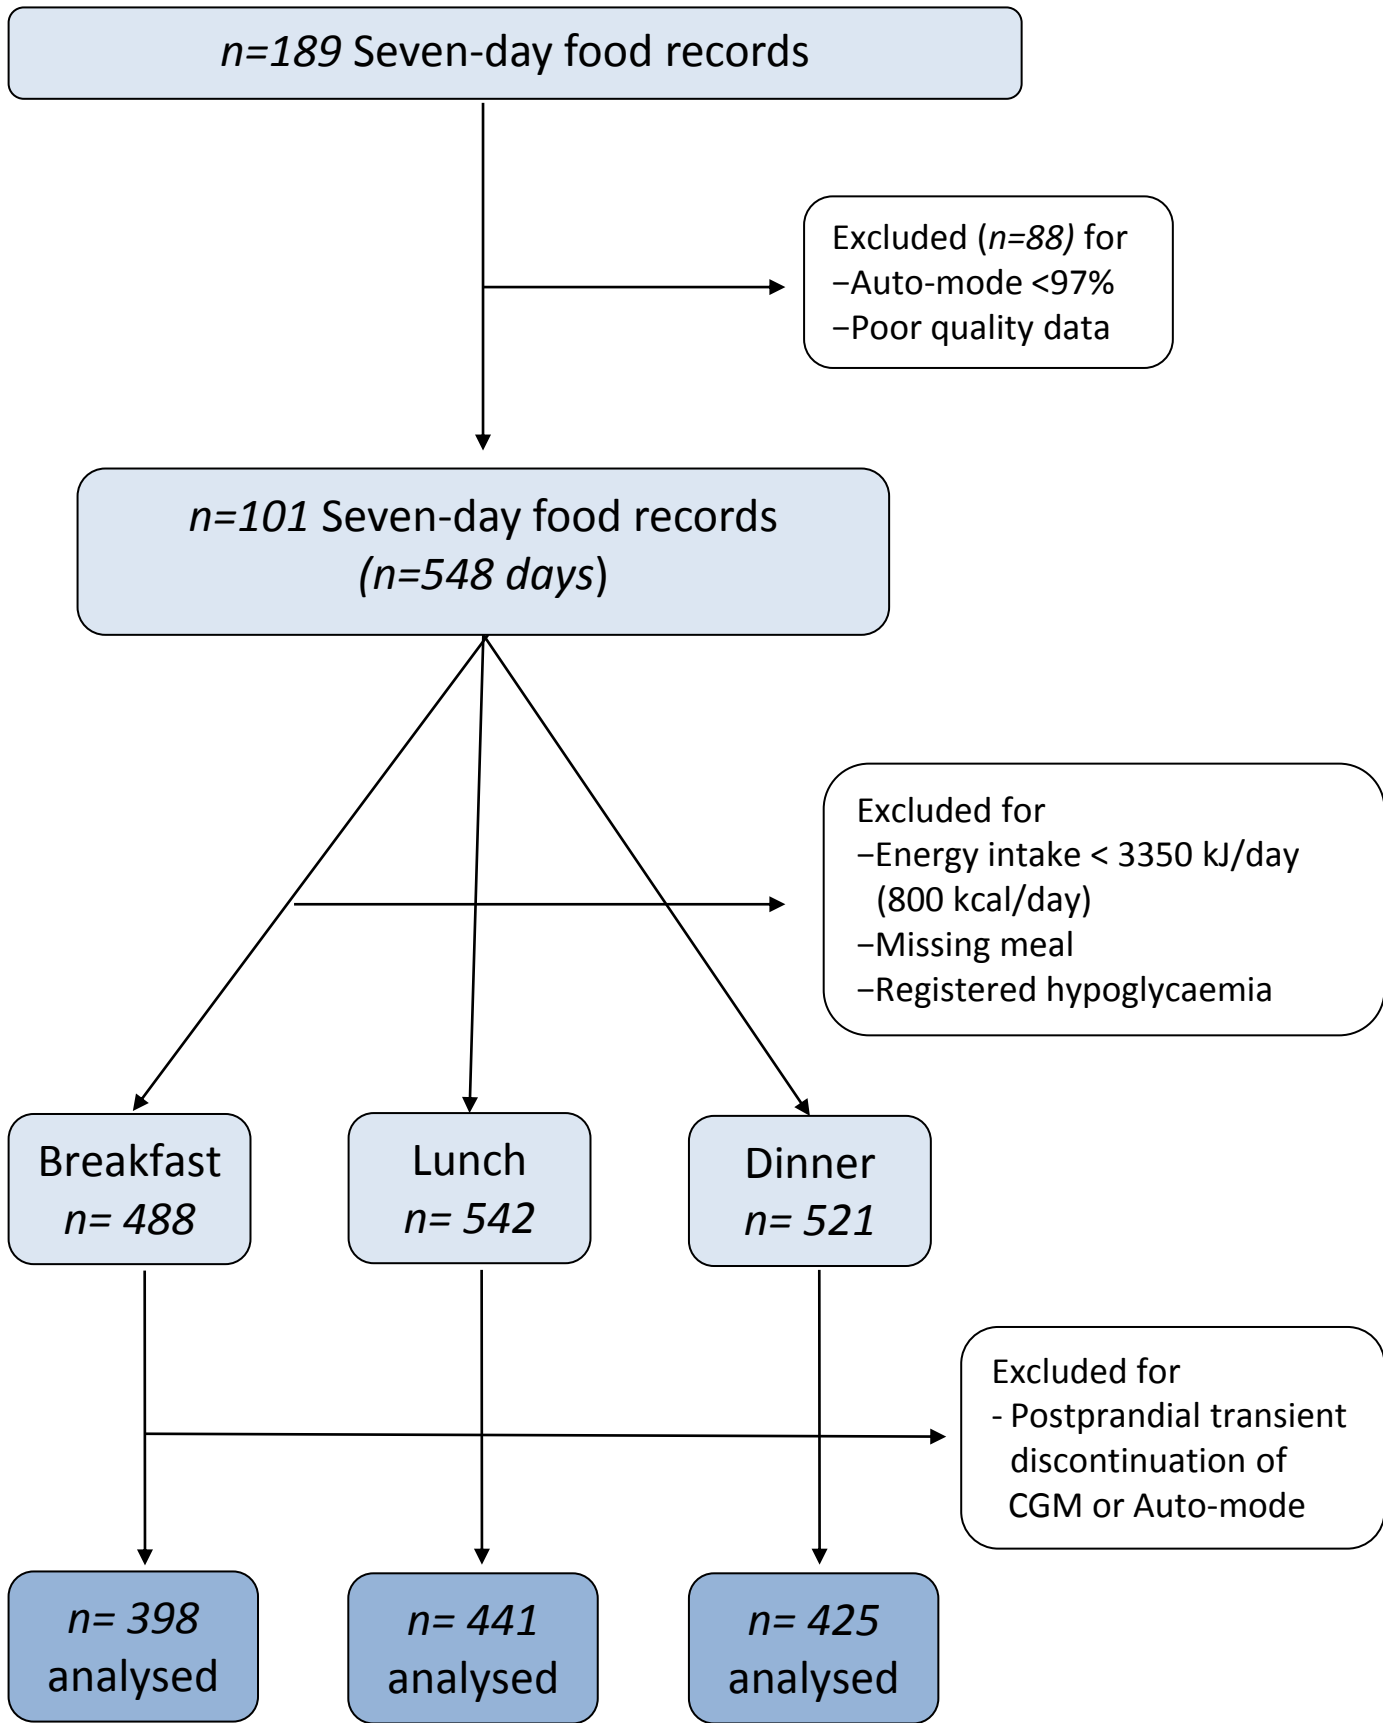 n=189 Seven-day food records
Excluded (n=88) for
−Auto-mode <97%
−Poor quality data
n=101 Seven-day food records
(n=548 days)
Excluded for
−Energy intake < 3350 kJ/day
(800 kcal/day)
−Missing meal
−Registered hypoglycaemia
Breakfast
n= 488
Lunch
n= 542
Dinner
n= 521
Excluded for
- Postprandial transient
discontinuation of
CGM or Auto-mode
n= 398
analysed
n= 441
analysed
n= 425
analysed